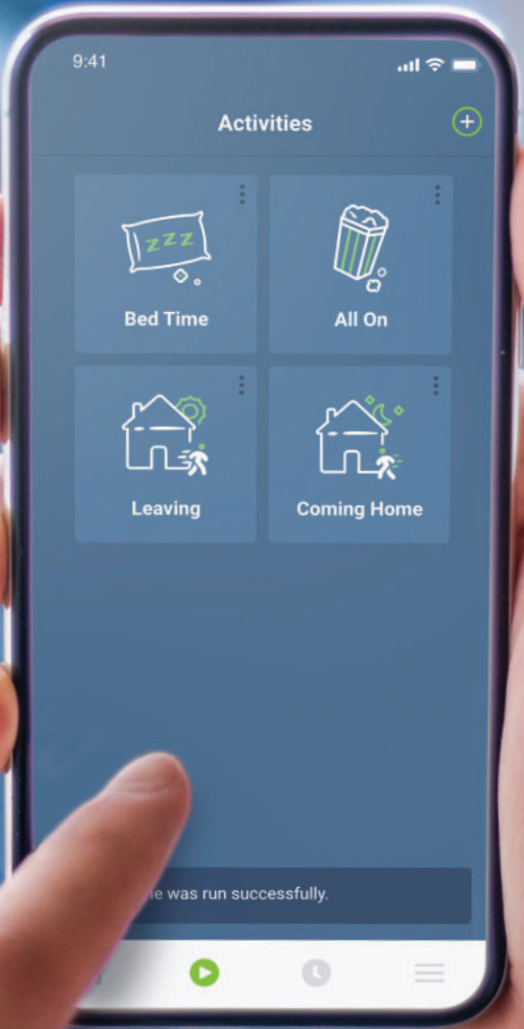 9:41
Activities
zzz
Bed Time
All On
Leaving
Coming Home
was run successfully.